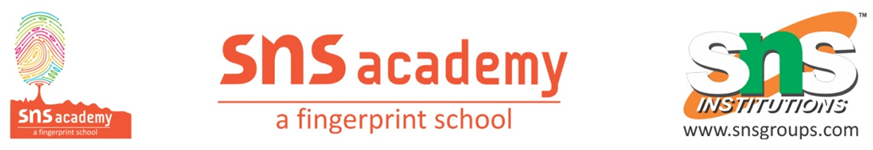 sns academy
a fingerprint school
sns academy
a fingerprint school
SnS ™
INSTITUTIONS
www.snsgroups.com